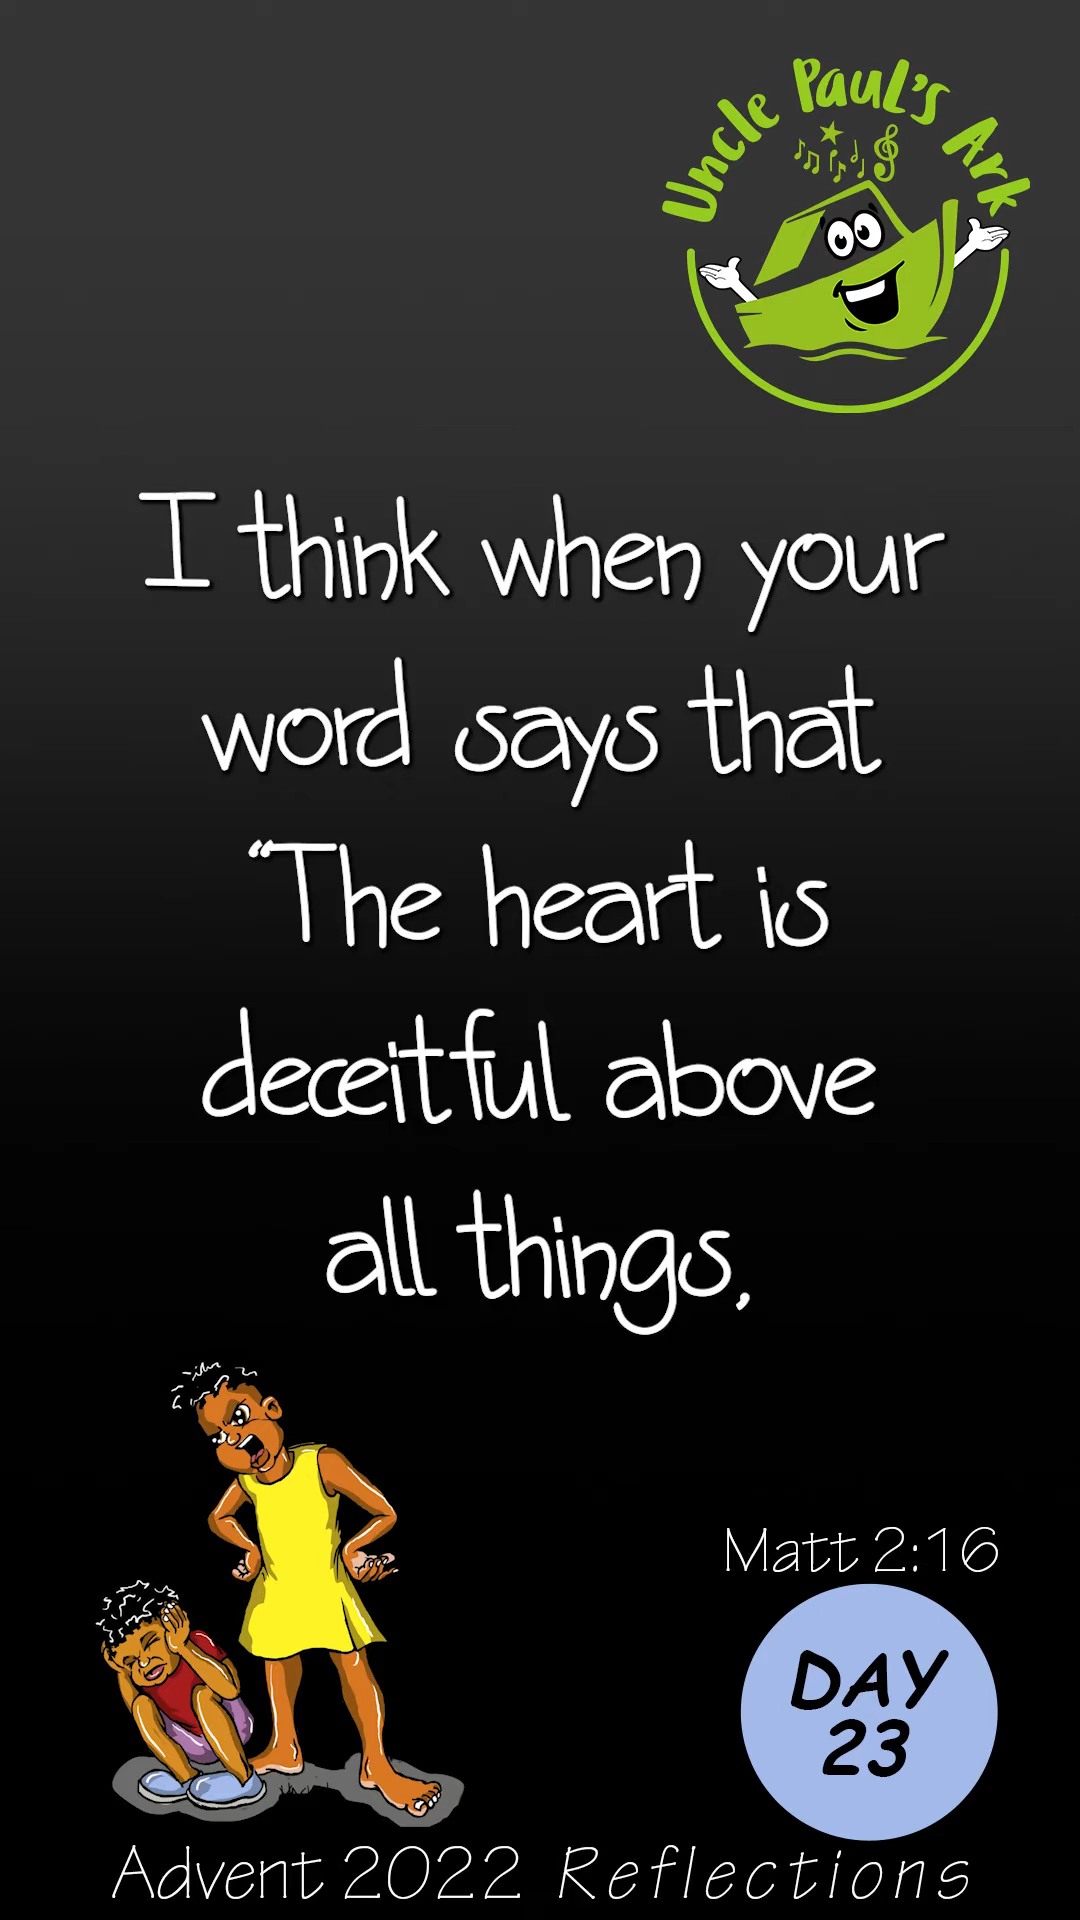 Uncle Paul's Ark
I think when your
word says that
“The heart is
deceitful above
all things,
Matt 2:16
DAY
23
Advent 2022 Reflections